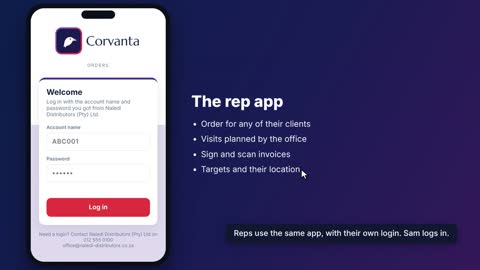 Corvanta
ORDERS
Welcome
Log in with the account name and
password you got from Naledi
Distributors (Pty) Ltd
Account name
ABC001
Password
••••••
Log in
Need a login? Contact Naledi Distributors (Pty) Ltd on
012 555 0100
office@naledi-distributors.co.za
The rep app
• Order for any of their clients
• Visits planned by the office
• Sign and scan invoices
• Targets and their location
Reps use the same app, with their own login. Sam logs in.